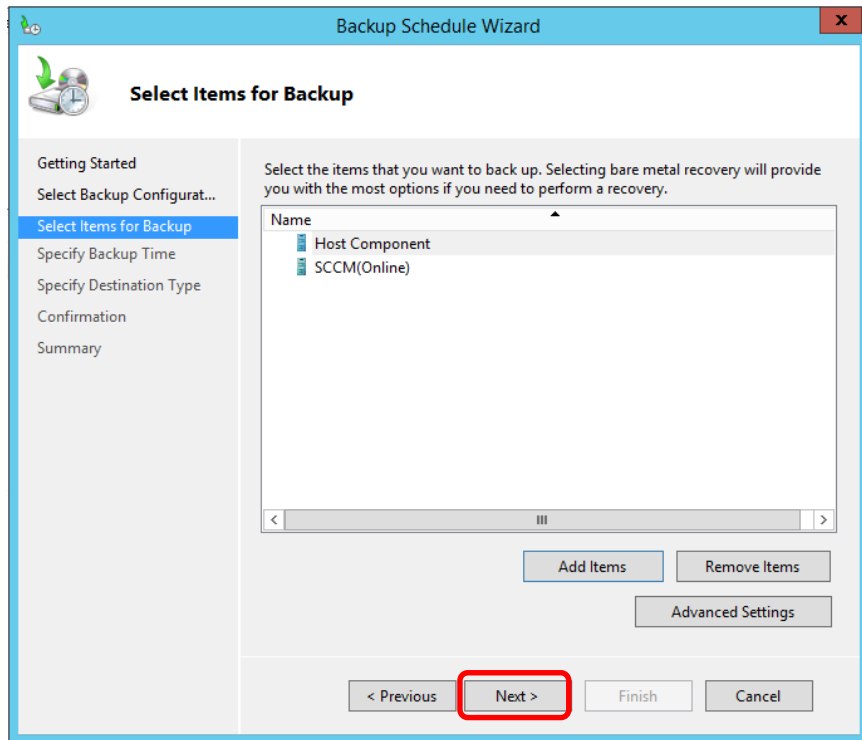 Backup Schedule Wizard
x
Select Items for Backup
Getting Started
Select Backup Configurat...
Select Items for Backup
Specify Backup Time
Specify Destination Type
Confirmation
Summary
Select the items that you want to back up. Selecting bare metal recovery will provide
you with the most options if you need to perform a recovery.
Name
Host Component
SCCM(Online)
Add Items
Remove Items
Advanced Settings
< Previous
Next >
Finish
Cancel